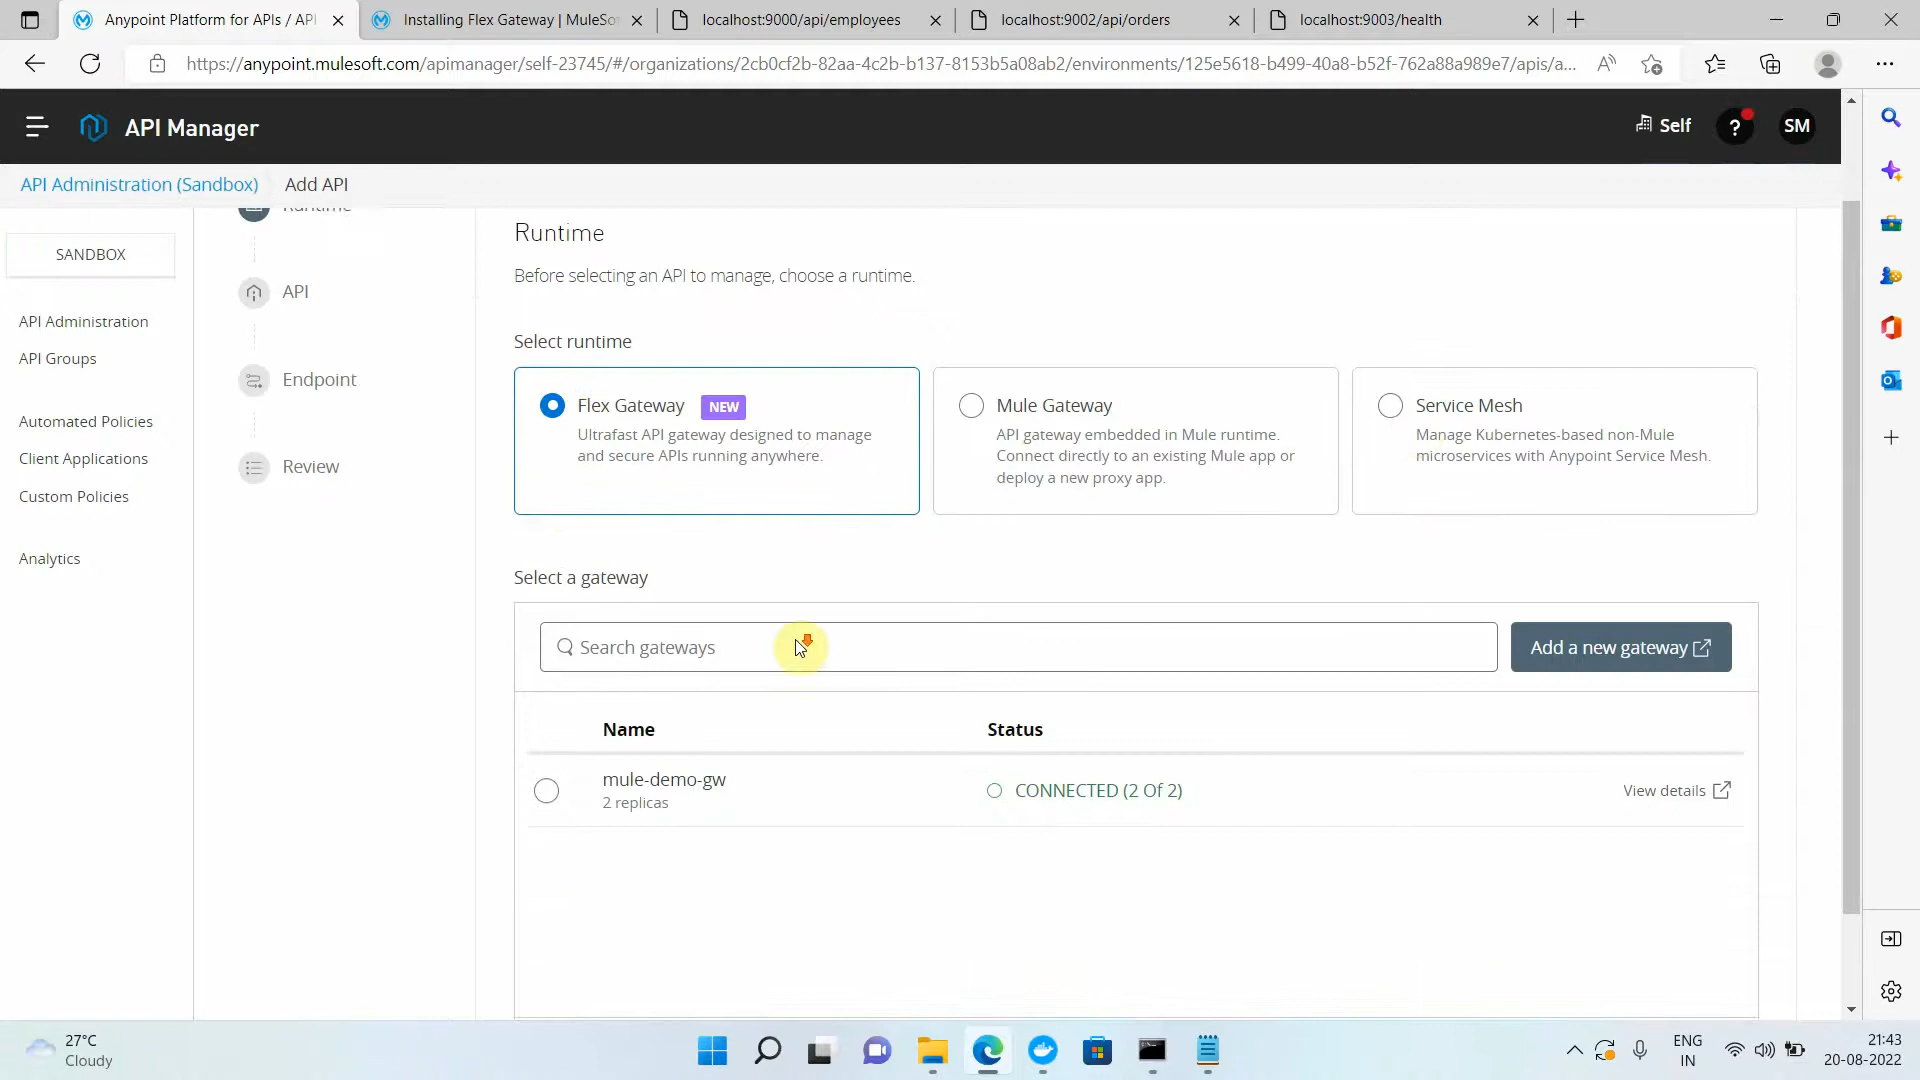 Anypoint Platform for APIs / API
Installing Flex Gateway | MuleSo
localhost:9000/api/employees
localhost:9002/api/orders
localhost:9003/health
https://anypoint.mulesoft.com/apimanager/self-23745/#/organizations/2cb0cf2b-82aa-4c2b-b137-8153b5a08ab2/environments/125e5618-b499-40a8-b52f-762a88a989e7/apis/a...
API Manager
Self
?
SM
API Administration (Sandbox)
Add API
SANDBOX
API Administration
API Groups
Automated Policies
Client Applications
Custom Policies
Analytics
Runtime
API
Endpoint
Review
Runtime
Before selecting an API to manage, choose a runtime.
Select runtime
Flex Gateway NEW
Ultrafast API gateway designed to manage
and secure APIs running anywhere.
Mule Gateway
API gateway embedded in Mule runtime.
Connect directly to an existing Mule app or
deploy a new proxy app.
Service Mesh
Manage Kubernetes-based non-Mule
microservices with Anypoint Service Mesh.
Select a gateway
Search gateways
Add a new gateway
Name
Status
mule-demo-gw
2 replicas
CONNECTED (2 Of 2)
View details
27°C
Cloudy
ENG
IN
21:43
20-08-2022